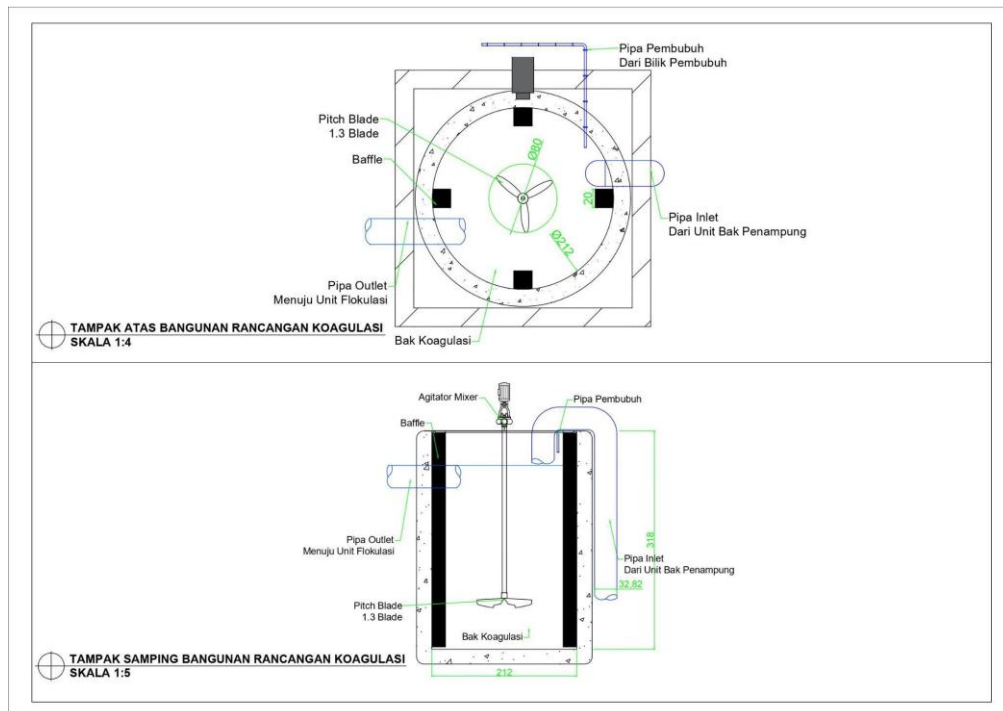 Pipa Pembubuh
Dari Bilik Pembubuh
Pitch Blade
1.3 Blade
Ø80
Baffle
20
Pipa Inlet
Dari Unit Bak Penampung
Ø212
Pipa Outlet
Menuju Unit Flokulasi
TAMPAK ATAS BANGUNAN RANCANGAN KOAGULASI
SKALA 1:4
Bak Koagulasi
Agitator Mixer
Pipa Pembubuh
Baffle
Pipa Outlet
Menuju Unit Flokulasi
318
Pipa Inlet
Dari Unit Bak Penampung
32,82
Pitch Blade
1.3 Blade
Bak Koagulasi
TAMPAK SAMPING BANGUNAN RANCANGAN KOAGULASI
SKALA 1:5
212